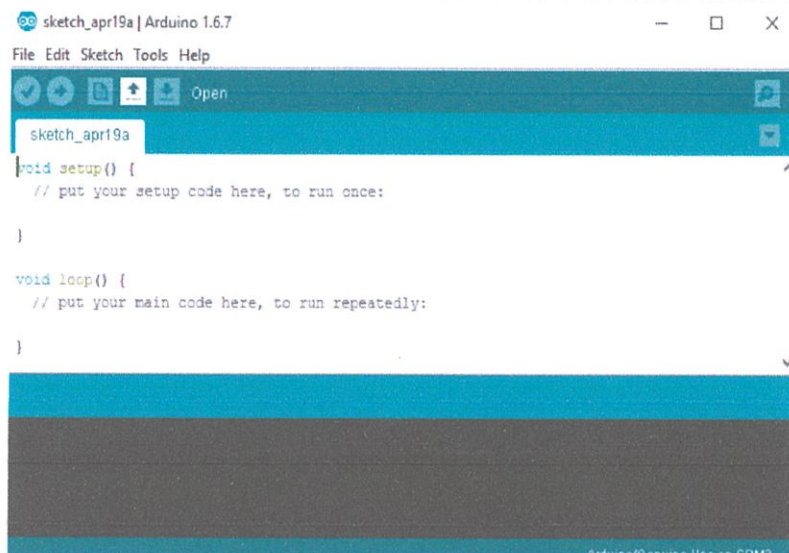 sketch_apr19a | Arduino 1.6.7
File Edit Sketch Tools Help
Open
sketch_apr19a
void setup() {
// put your setup code here, to run once:
}
void loop() {
// put your main code here, to run repeatedly:
}